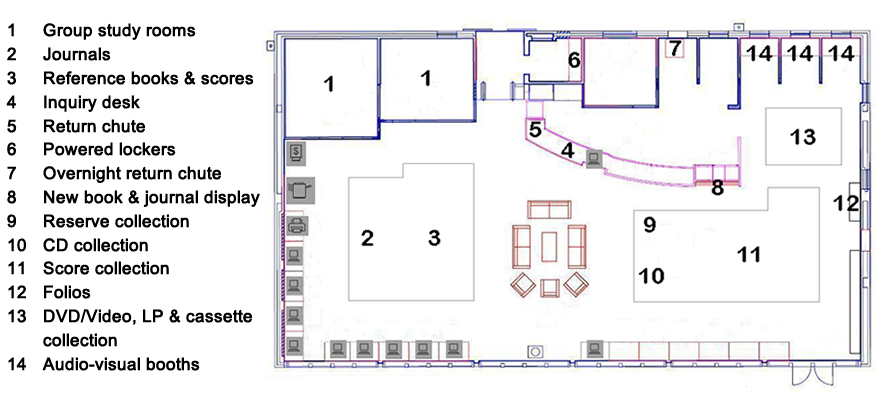 1 Group study rooms
2 Journals
3 Reference books & scores
4 Inquiry desk
5 Return chute
6 Powered lockers
7 Overnight return chute
8 New book & journal display
9 Reserve collection
10 CD collection
11 Score collection
12 Folios
13 DVD/Video, LP & cassette
collection
14 Audio-visual booths
6
7
14 14 14
1
1
5
4
13
8
12
2
3
9
11
10
$